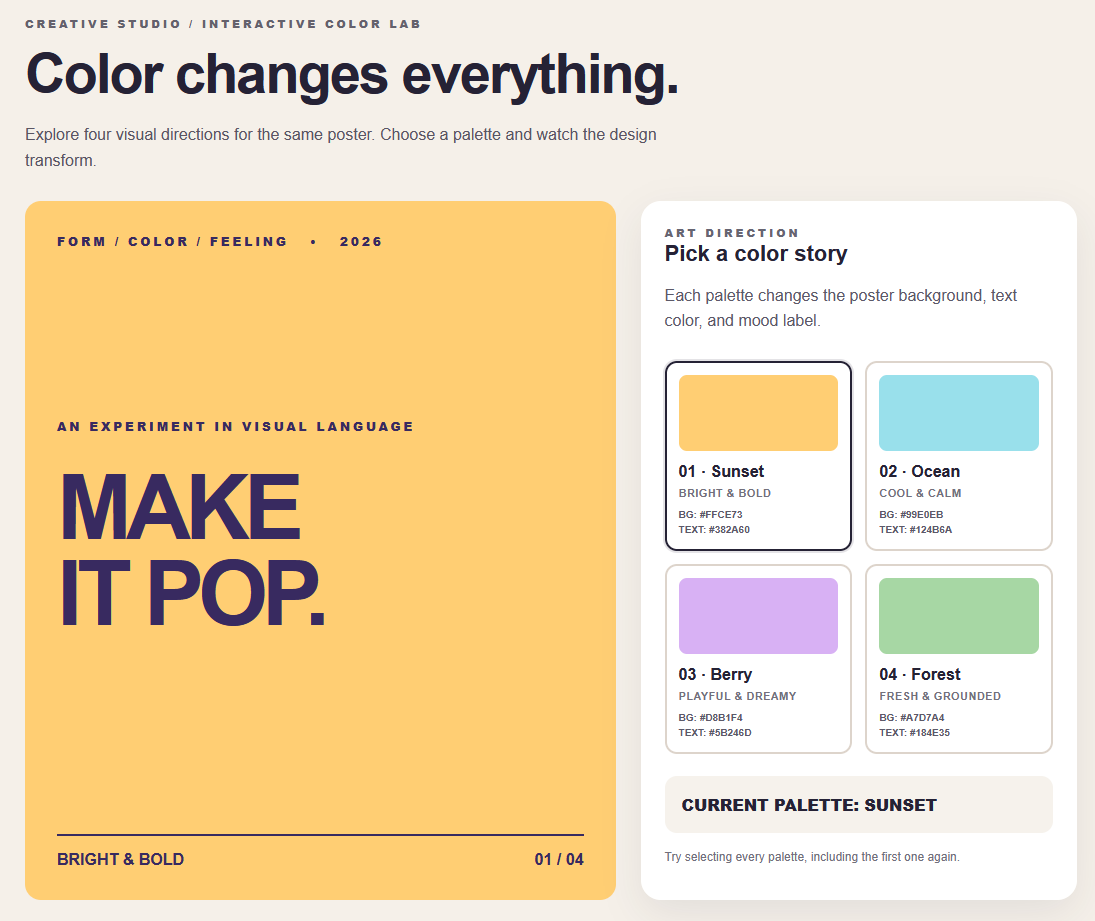 CREATIVE STUDIO / INTERACTIVE COLOR LAB
Color changes everything.
Explore four visual directions for the same poster. Choose a palette and watch the design
transform.
FORM / COLOR / FEELING • 2026
AN EXPERIMENT IN VISUAL LANGUAGE
MAKE
IT POP.
BRIGHT & BOLD 01 / 04
ART DIRECTION
Pick a color story
Each palette changes the poster background, text
color, and mood label.
01 · Sunset
BRIGHT & BOLD
BG: #FFCE73
TEXT: #382A60
02 · Ocean
COOL & CALM
BG: #99E0EB
TEXT: #124B6A
03 · Berry
PLAYFUL & DREAMY
BG: #D8B1F4
TEXT: #5B246D
04 · Forest
FRESH & GROUNDED
BG: #A7D7A4
TEXT: #184E35
CURRENT PALETTE: SUNSET
Try selecting every palette, including the first one again.